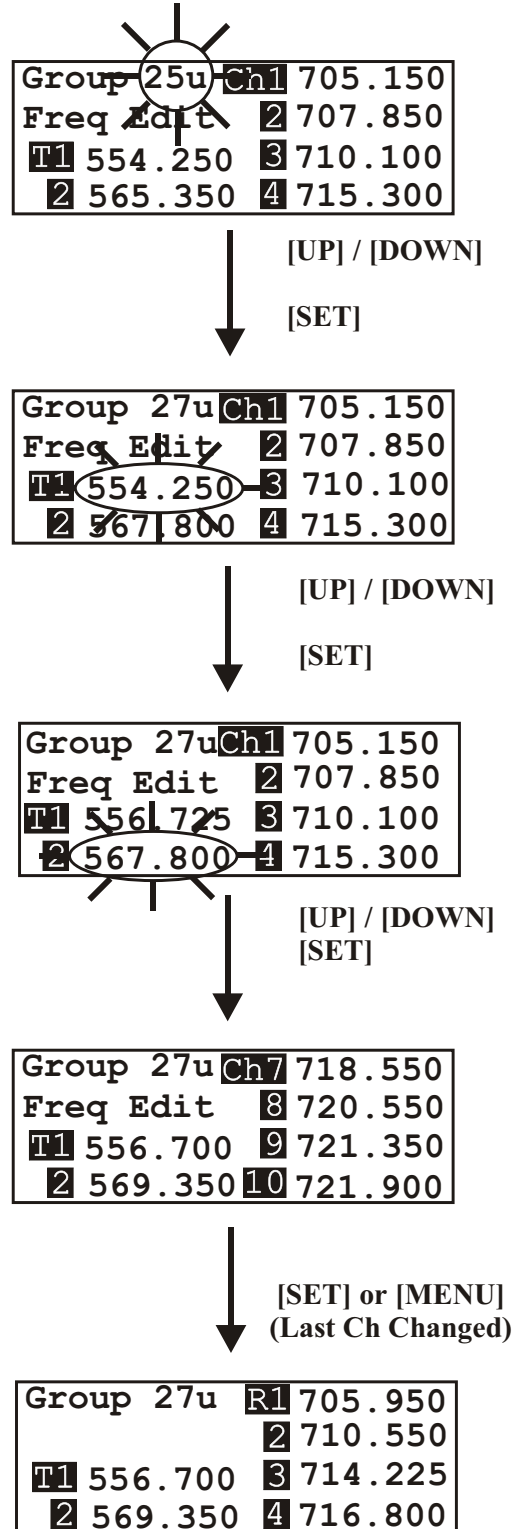 Group 25u Ch1 705.150
Freq Edit 2 707.850
T1 554.250 3 710.100
2 565.350 4 715.300
[UP] / [DOWN]
[SET]
Group 27u Ch1 705.150
Freq Edit 2 707.850
T1 554.250 3 710.100
2 567.800 4 715.300
[UP] / [DOWN]
[SET]
Group 27u Ch1 705.150
Freq Edit 2 707.850
T1 556.725 3 710.100
2 567.800 4 715.300
[UP] / [DOWN]
[SET]
Group 27u Ch7 718.550
Freq Edit 8 720.550
T1 556.700 9 721.350
2 569.350 10 721.900
[SET] or [MENU]
(Last Ch Changed)
Group 27u R1 705.950
2 710.550
T1 556.700 3 714.225
2 569.350 4 716.800